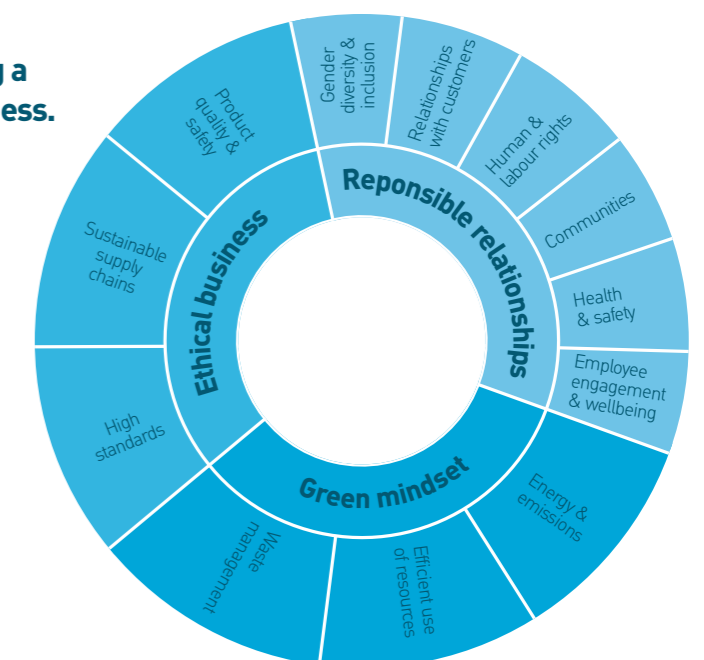 g a
ess.
Reponsible relationships
Gender
diversity &
inclusion
Relationships
with customers
Human &
labour rights
Communities
Health
& safety
Employee
engagement
& wellbeing
Green mindset
Energy &
emissions
Efficient use
of resources
Waste
management
Ethical business
High
standards
Sustainable
supply
chains
Product
quality &
safety